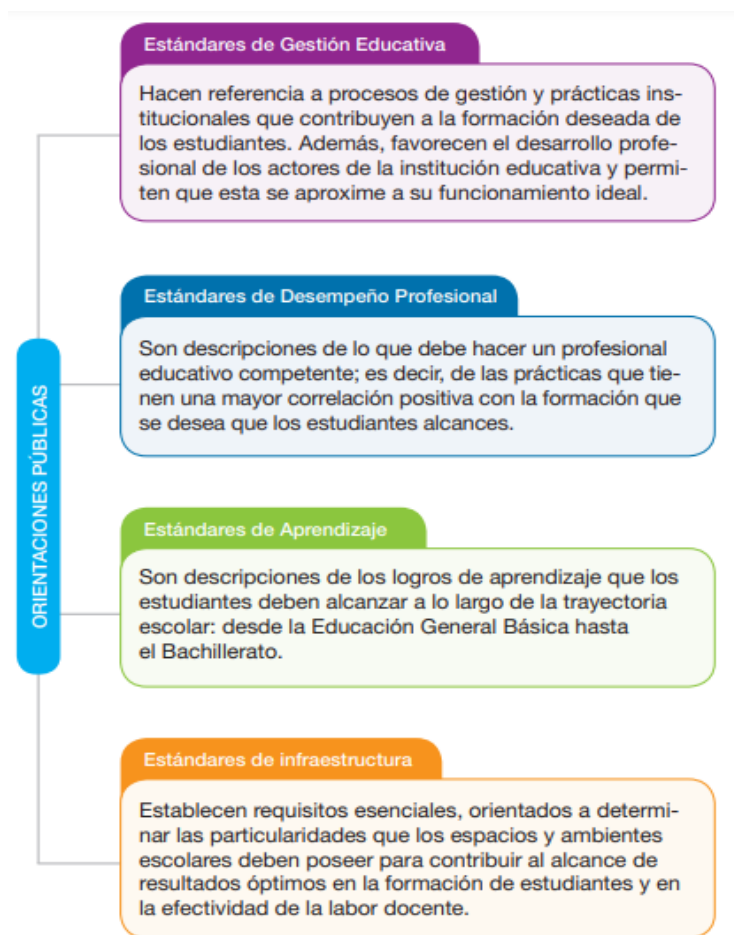 ORIENTACIONES PÚBLICAS
Estándares de Gestión Educativa
Hacen referencia a procesos de gestión y prácticas ins-
titucionales que contribuyen a la formación deseada de
los estudiantes. Además, favorecen el desarrollo profe-
sional de los actores de la institución educativa y permi-
ten que esta se aproxime a su funcionamiento ideal.
Estándares de Desempeño Profesional
Son descripciones de lo que debe hacer un profesional
educativo competente; es decir, de las prácticas que tie-
nen una mayor correlación positiva con la formación que
se desea que los estudiantes alcances.
Estándares de Aprendizaje
Son descripciones de los logros de aprendizaje que los
estudiantes deben alcanzar a lo largo de la trayectoria
escolar: desde la Educación General Básica hasta
el Bachillerato.
Estándares de infraestructura
Establecen requisitos esenciales, orientados a determi-
nar las particularidades que los espacios y ambientes
escolares deben poseer para contribuir al alcance de
resultados óptimos en la formación de estudiantes y en
la efectividad de la labor docente.